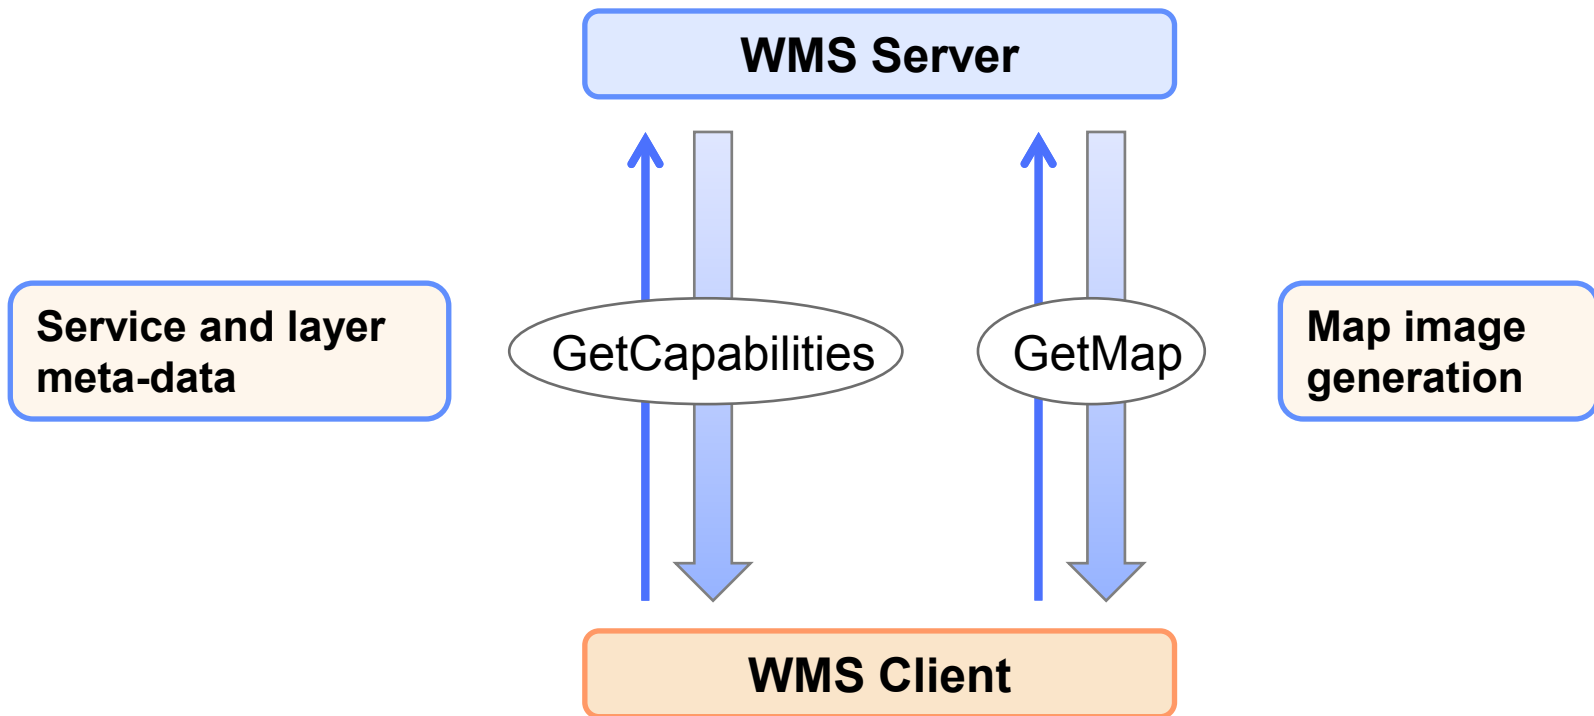 WMS Server
Service and layer
meta-data
GetCapabilities
GetMap
Map image
generation
WMS Client